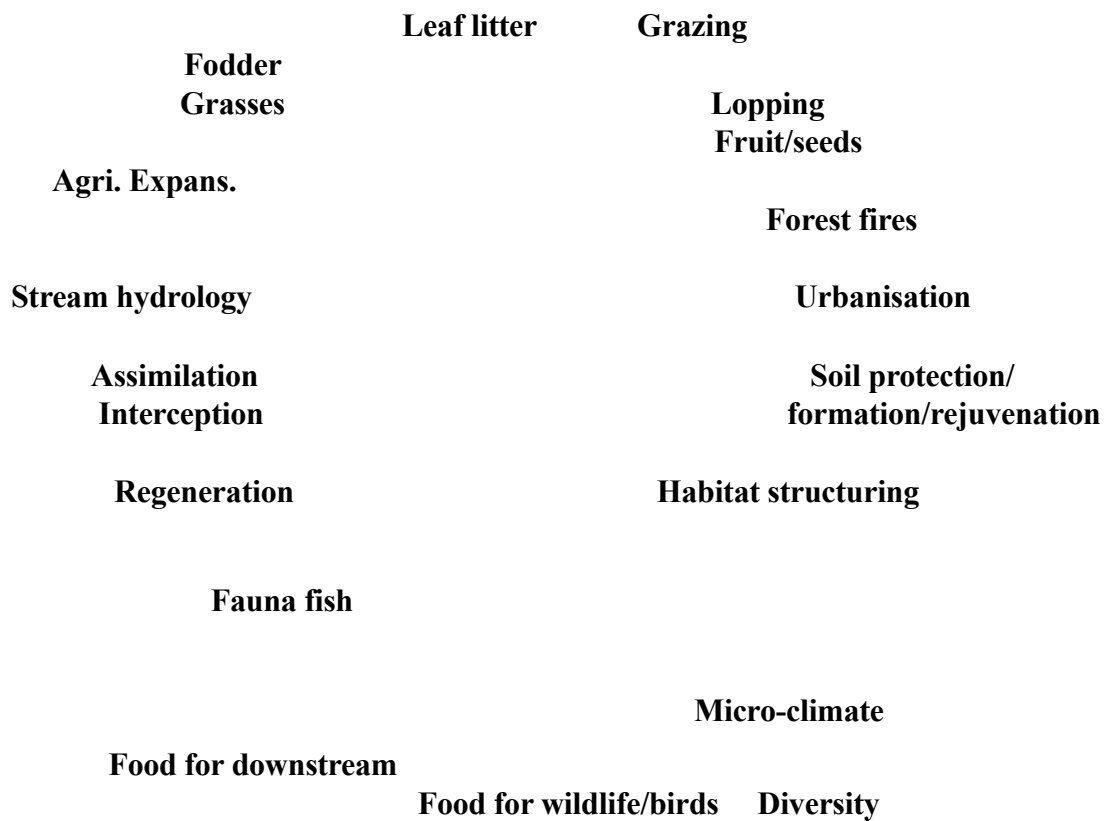 Leaf litter Grazing
Fodder
Grasses Lopping
Fruit/seeds
Agri. Expans.
Forest fires
Stream hydrology Urbanisation
Assimilation Soil protection/
Interception formation/rejuvenation
Regeneration Habitat structuring
Fauna fish
Micro-climate
Food for downstream
Food for wildlife/birds Diversity